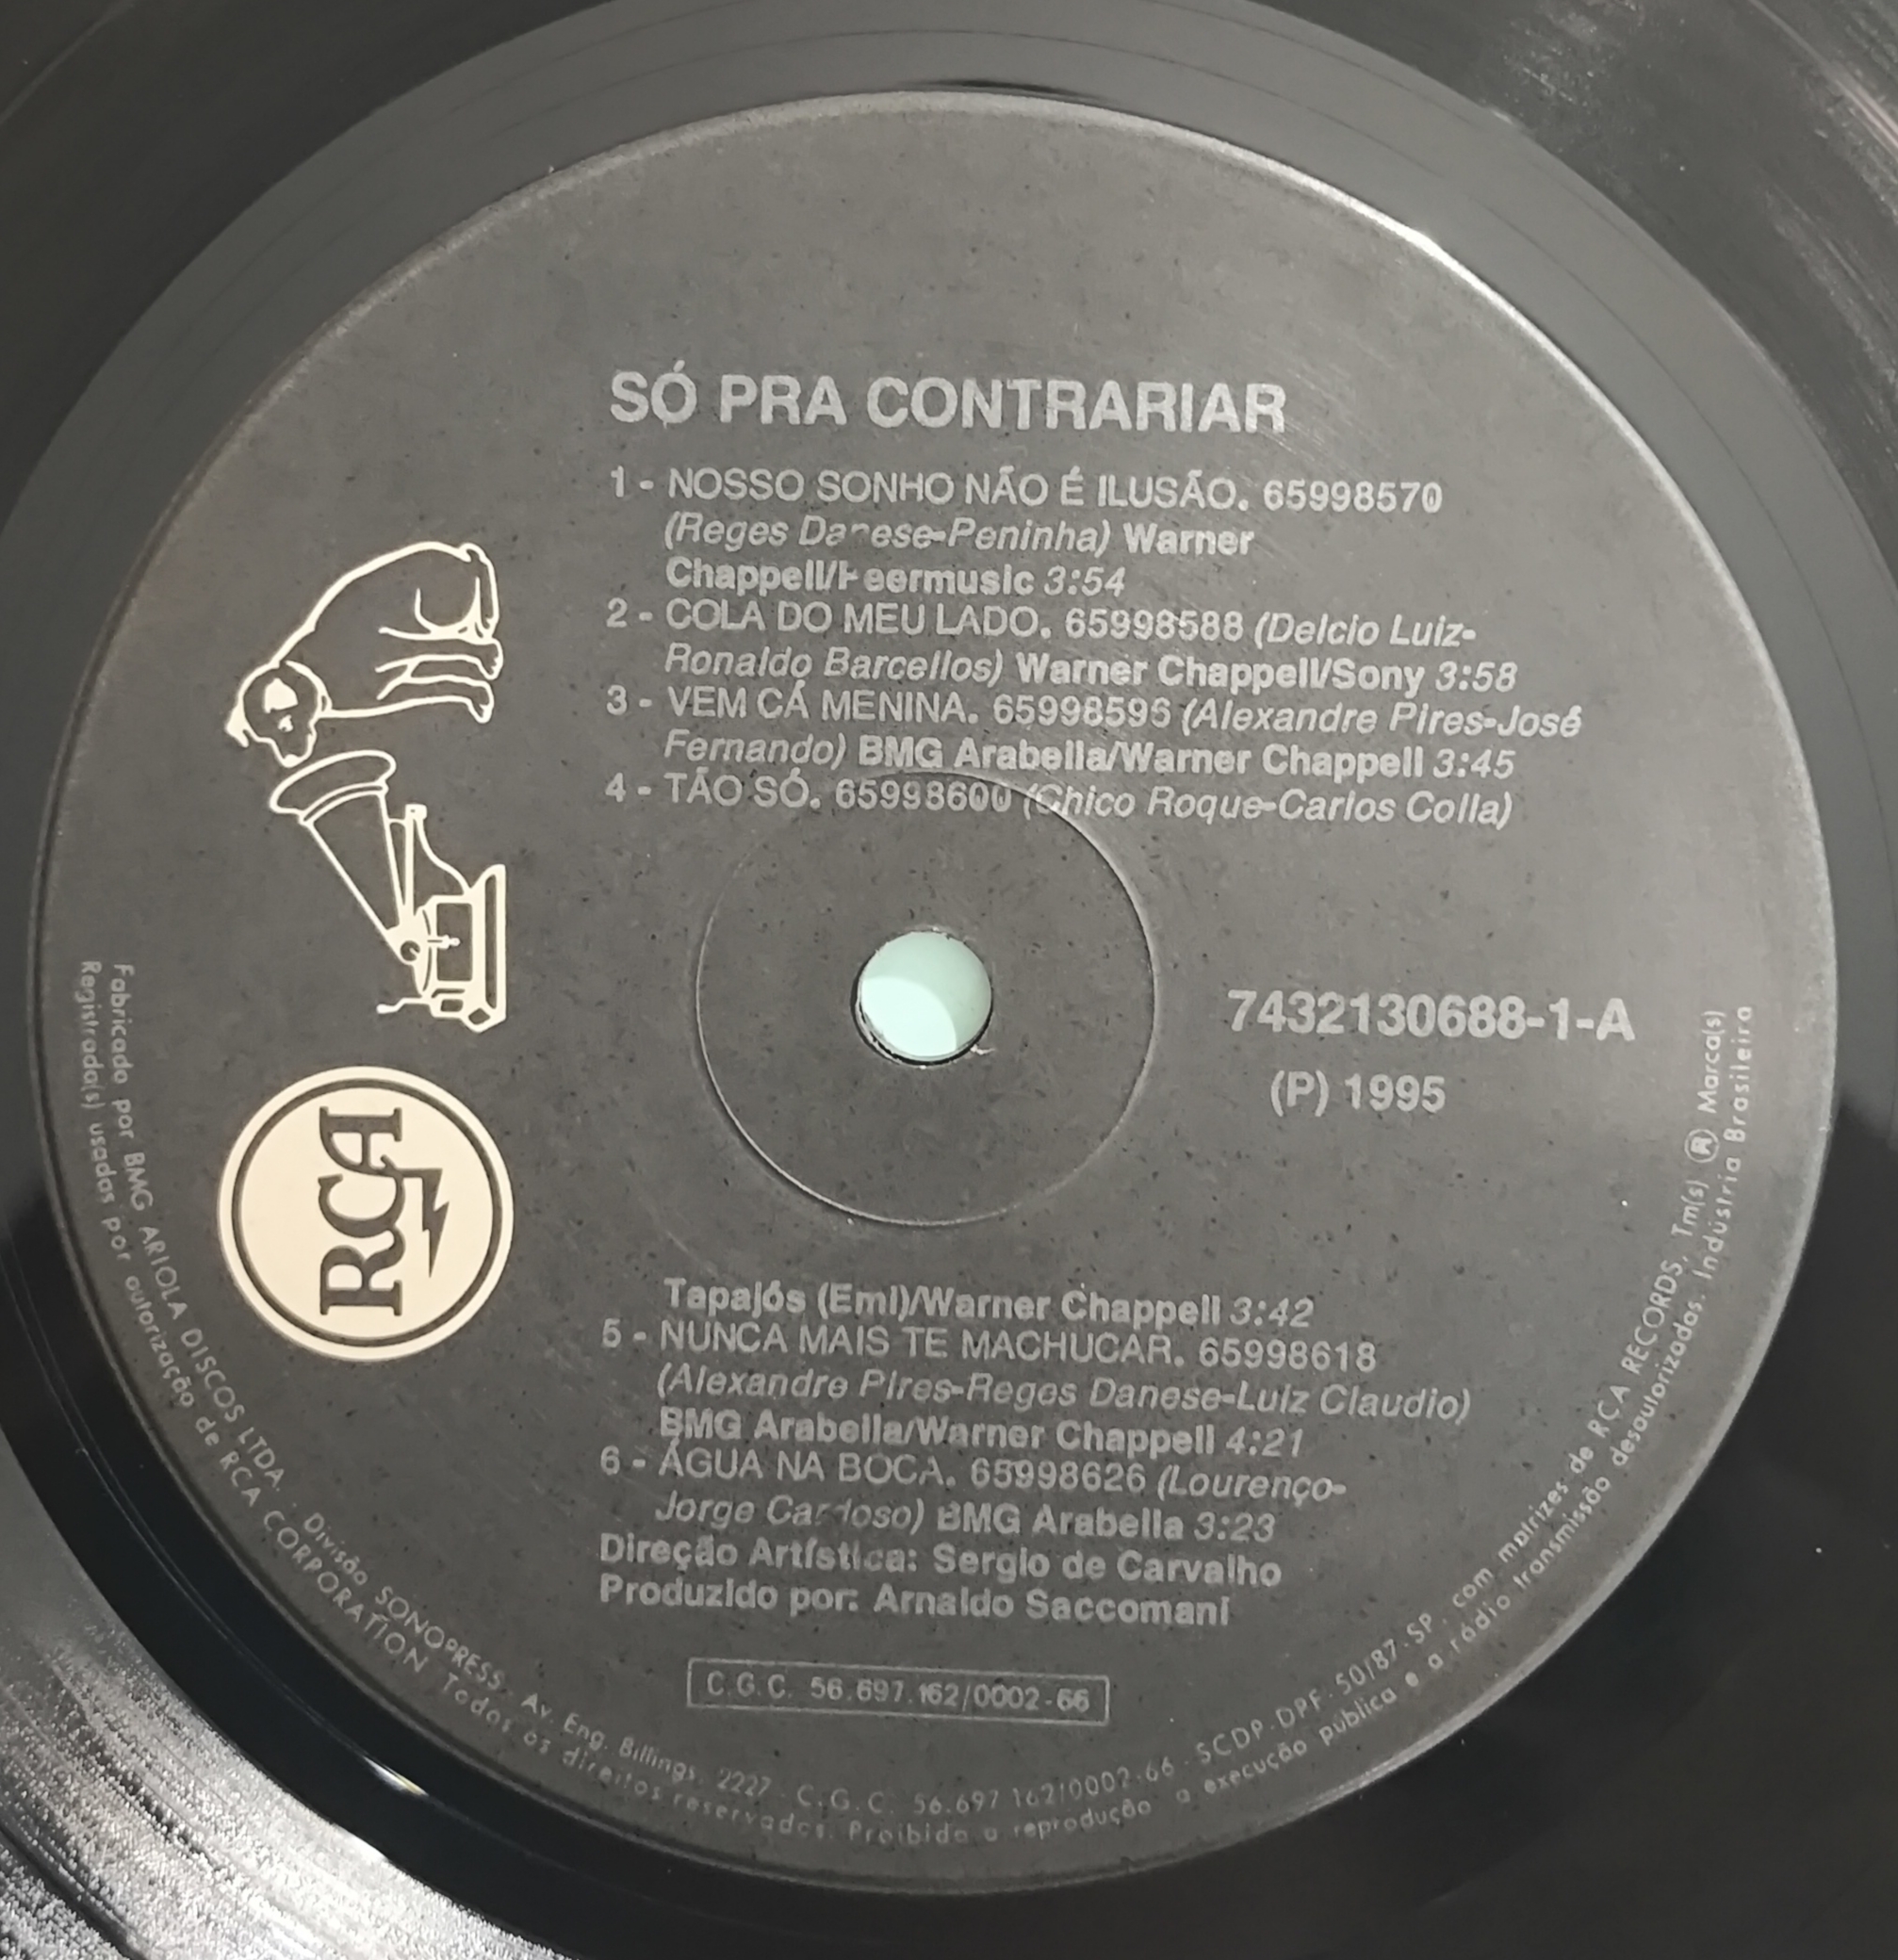 SÓ PRA CONTRARIAR
1 - NOSSO SONHO NÃO É ILUSÃO. 65998570
(Reges Danese-Peninha) Warner
Chappell/Peermusic 3:54
2 - COLA DO MEU LADO. 65998588 (Delcio Luiz-
Ronaldo Barcellos) Warner Chappell/Sony 3:58
3 - VEM CÁ MENINA. 65998596 (Alexandre Pires-José
Fernando) BMG Arabella/Warner Chappell 3:45
4 - TÃO SÓ. 65998600 (Chico Roque-Carlos Colla)
7432130688-1-A
(P) 1995
Tapajós (Emi)/Warner Chappell 3:42
5 - NUNCA MAIS TE MACHUCAR. 65998618
(Alexandre Pires-Reges Danese-Luiz Claudio)
BMG Arabella/Warner Chappell 4:21
6 - ÁGUA NA BOCA. 65998626 (Lourenço-
Jorge Cardoso) BMG Arabella 3:23
Direção Artística: Sergio de Carvalho
Produzido por: Arnaldo Saccomani
C.G.C. 56.697.162/0002-66
RCA
Fabricado por BMG ARIOLA DISCOS LTDA. - Divisão SONOPRESS - Av. Eng. Billings, 2227 - C.G.C. 56.697.162/0002-66 - SCDP-DPF-50/87-SP, com matrizes de RCA RECORDS, Tm(s) ® Marca(s)
Registrado(s) usadas por autorização de RCA CORPORATION Todos os direitos reservados. Proibida a reprodução a execução pública e a rádio transmissão desautorizadas. Indústria Brasileira